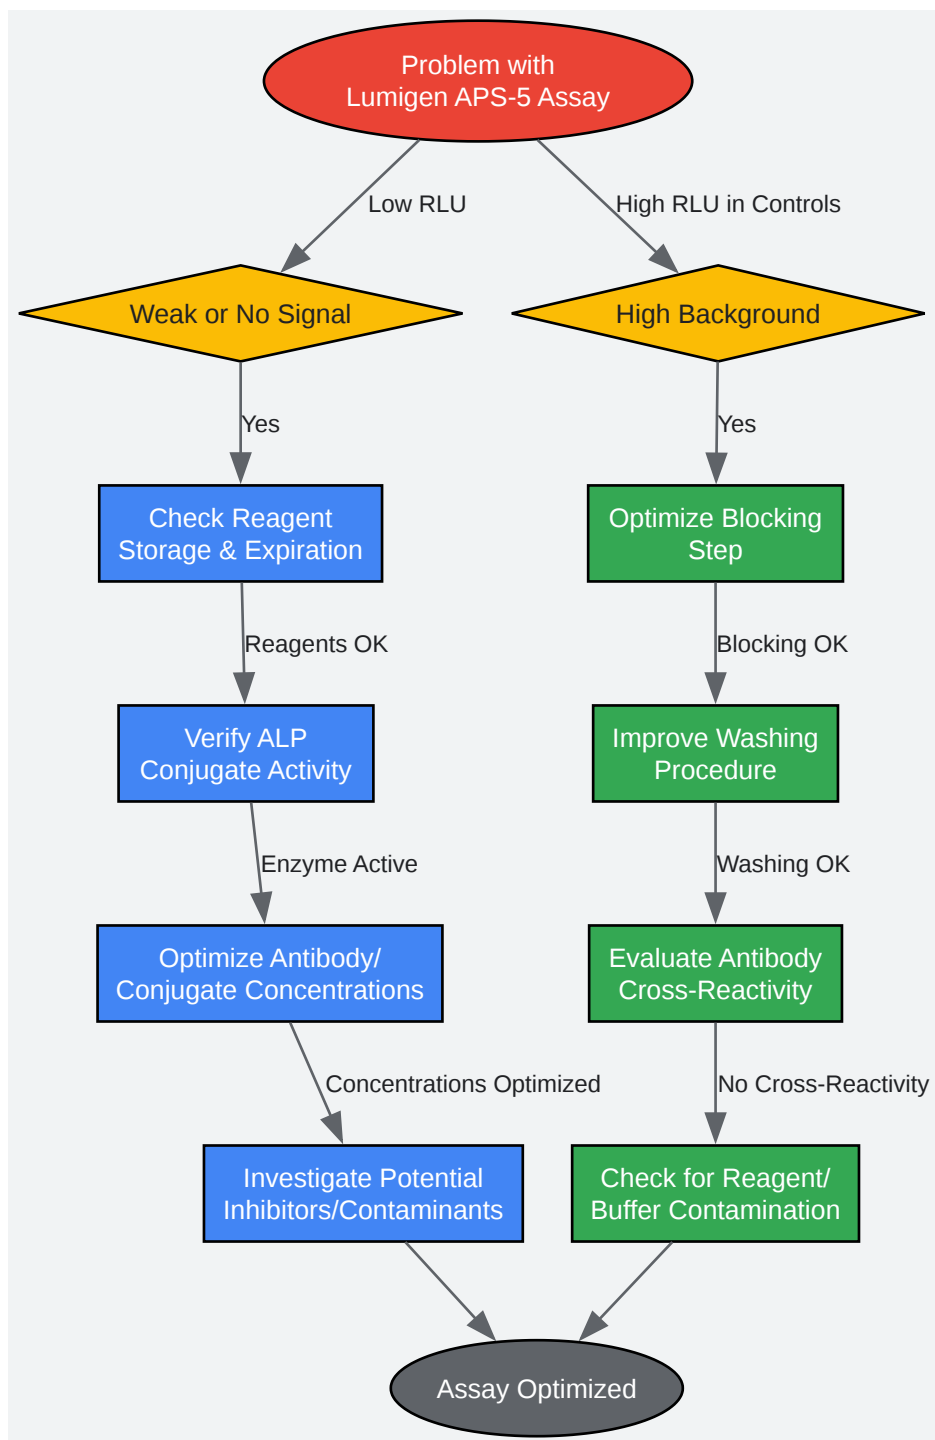 Problem with
Lumigen APS-5 Assay
Low RLU
High RLU in Controls
Weak or No Signal
High Background
Yes
Yes
Check Reagent
Storage & Expiration
Optimize Blocking
Step
Reagents OK
Blocking OK
Verify ALP
Conjugate Activity
Improve Washing
Procedure
Enzyme Active
Washing OK
Optimize Antibody/
Conjugate Concentrations
Evaluate Antibody
Cross-Reactivity
Concentrations Optimized
No Cross-Reactivity
Investigate Potential
Inhibitors/Contaminants
Check for Reagent/
Buffer Contamination
Assay Optimized